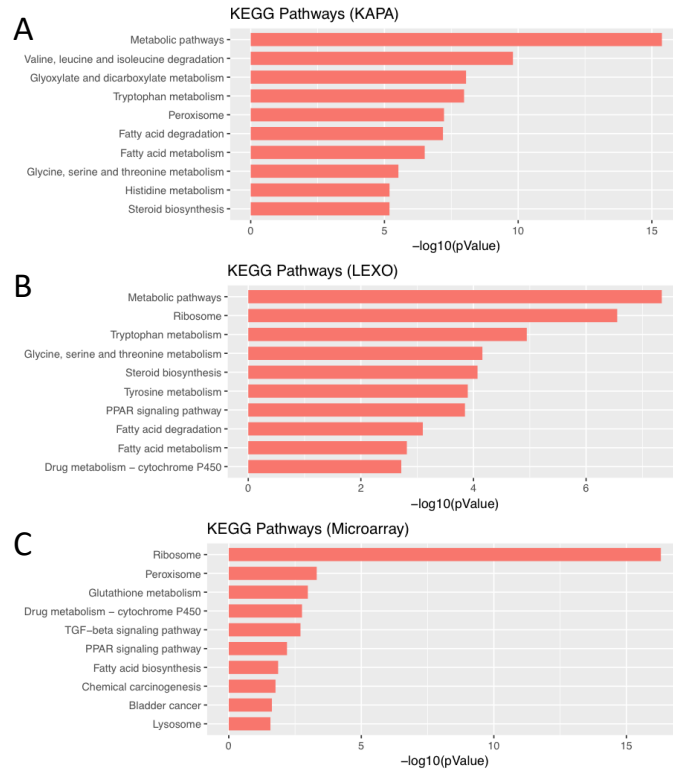 A
KEGG Pathways (KAPA)
Metabolic pathways
Valine, leucine and isoleucine degradation
Glyoxylate and dicarboxylate metabolism
Tryptophan metabolism
Peroxisome
Fatty acid degradation
Fatty acid metabolism
Glycine, serine and threonine metabolism
Histidine metabolism
Steroid biosynthesis
0 5 10 15
−log10(pValue)
B
KEGG Pathways (LEXO)
Metabolic pathways
Ribosome
Tryptophan metabolism
Glycine, serine and threonine metabolism
Steroid biosynthesis
Tyrosine metabolism
PPAR signaling pathway
Fatty acid degradation
Fatty acid metabolism
Drug metabolism − cytochrome P450
0 2 4 6
−log10(pValue)
C
KEGG Pathways (Microarray)
Ribosome
Peroxisome
Glutathione metabolism
Drug metabolism − cytochrome P450
TGF−beta signaling pathway
PPAR signaling pathway
Fatty acid biosynthesis
Chemical carcinogenesis
Bladder cancer
Lysosome
0 5 10 15
−log10(pValue)